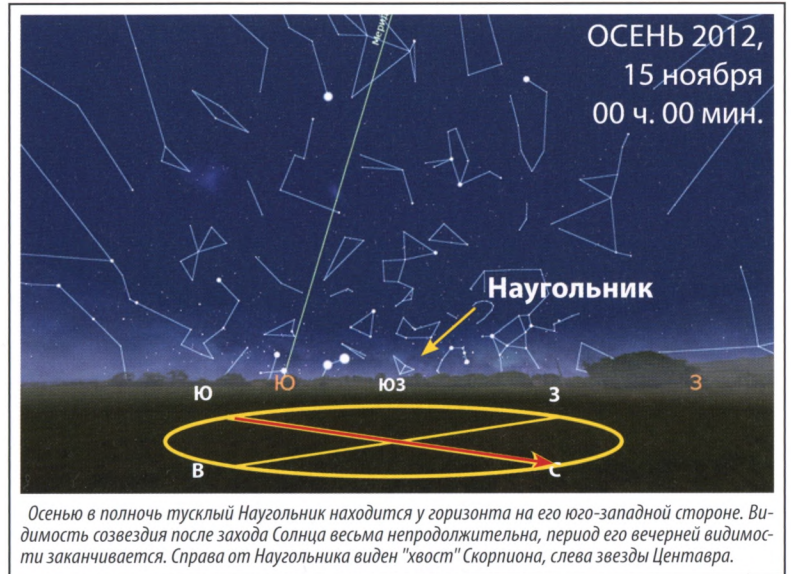 Мерид
ОСЕНЬ 2012,
15 ноября
00 ч. 00 мин.
Наугольник
Ю
Ю
ЮЗ
З
З
В
С
Осенью в полночь тусклый Наугольник находится у горизонта на его юго-западной стороне. Ви-
димость созвездия после захода Солнца весьма непродолжительна, период его вечерней видимос-
ти заканчивается. Справа от Наугольника виден "хвост" Скорпиона, слева звезды Центавра.